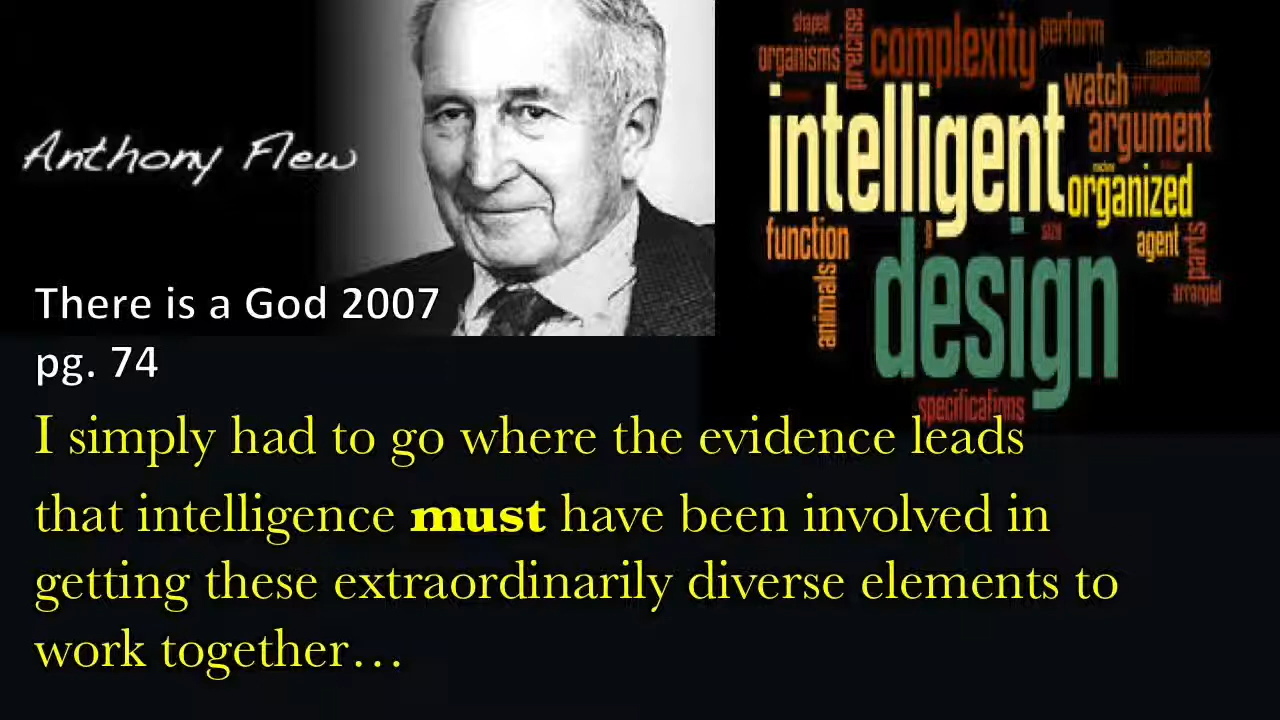 Anthony Flew
There is a God 2007
pg. 74
shaped
organisms
precise
complexity
perform
mechanisms
arrangement
watch
intelligent
argument
organized
function
agent
parts
design
animals
arranged
specifications
I simply had to go where the evidence leads
that intelligence must have been involved in
getting these extraordinarily diverse elements to
work together…